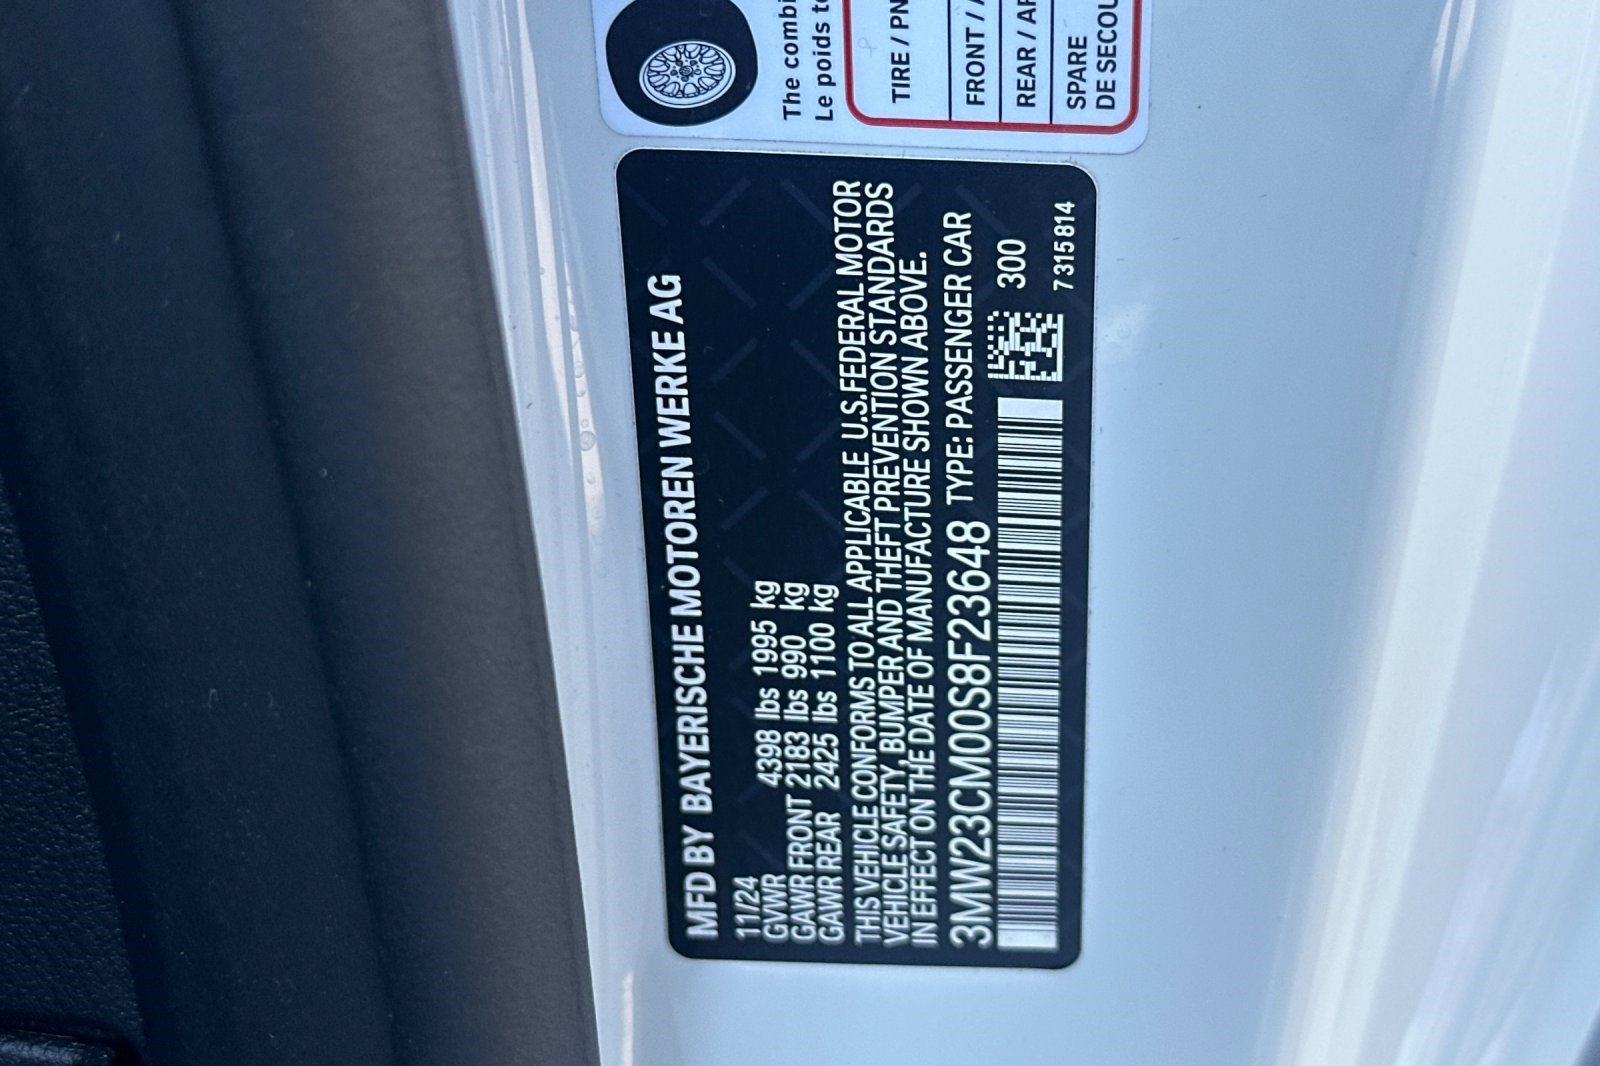 MFD BY BAYERISCHE MOTOREN WERKE AG
11/24
GVWR 4398 lbs 1995 kg
GAWR FRONT 2183 lbs 990 kg
GAWR REAR 2425 lbs 1100 kg
THIS VEHICLE CONFORMS TO ALL APPLICABLE U.S.FEDERAL MOTOR
VEHICLE SAFETY, BUMPER AND THEFT PREVENTION STANDARDS
IN EFFECT ON THE DATE OF MANUFACTURE SHOWN ABOVE.
3MW23CM00S8F23648 TYPE: PASSENGER CAR
300
7315814
The
Le poids
TIRE /
FRONT /
REAR /
SPARE
DE